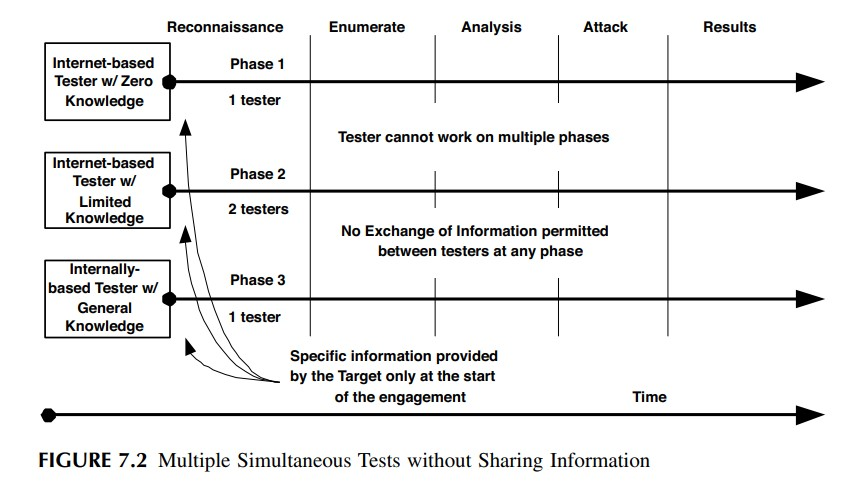 Reconnaissance Enumerate Analysis Attack Results
Internet-based
Tester w/ Zero
Knowledge
Phase 1
1 tester
Tester cannot work on multiple phases
Internet-based
Tester w/
Limited
Knowledge
Phase 2
2 testers
No Exchange of Information permitted
between testers at any phase
Internally-
based Tester w/
General
Knowledge
Phase 3
1 tester
Specific information provided
by the Target only at the start
of the engagement
Time
FIGURE 7.2 Multiple Simultaneous Tests without Sharing Information